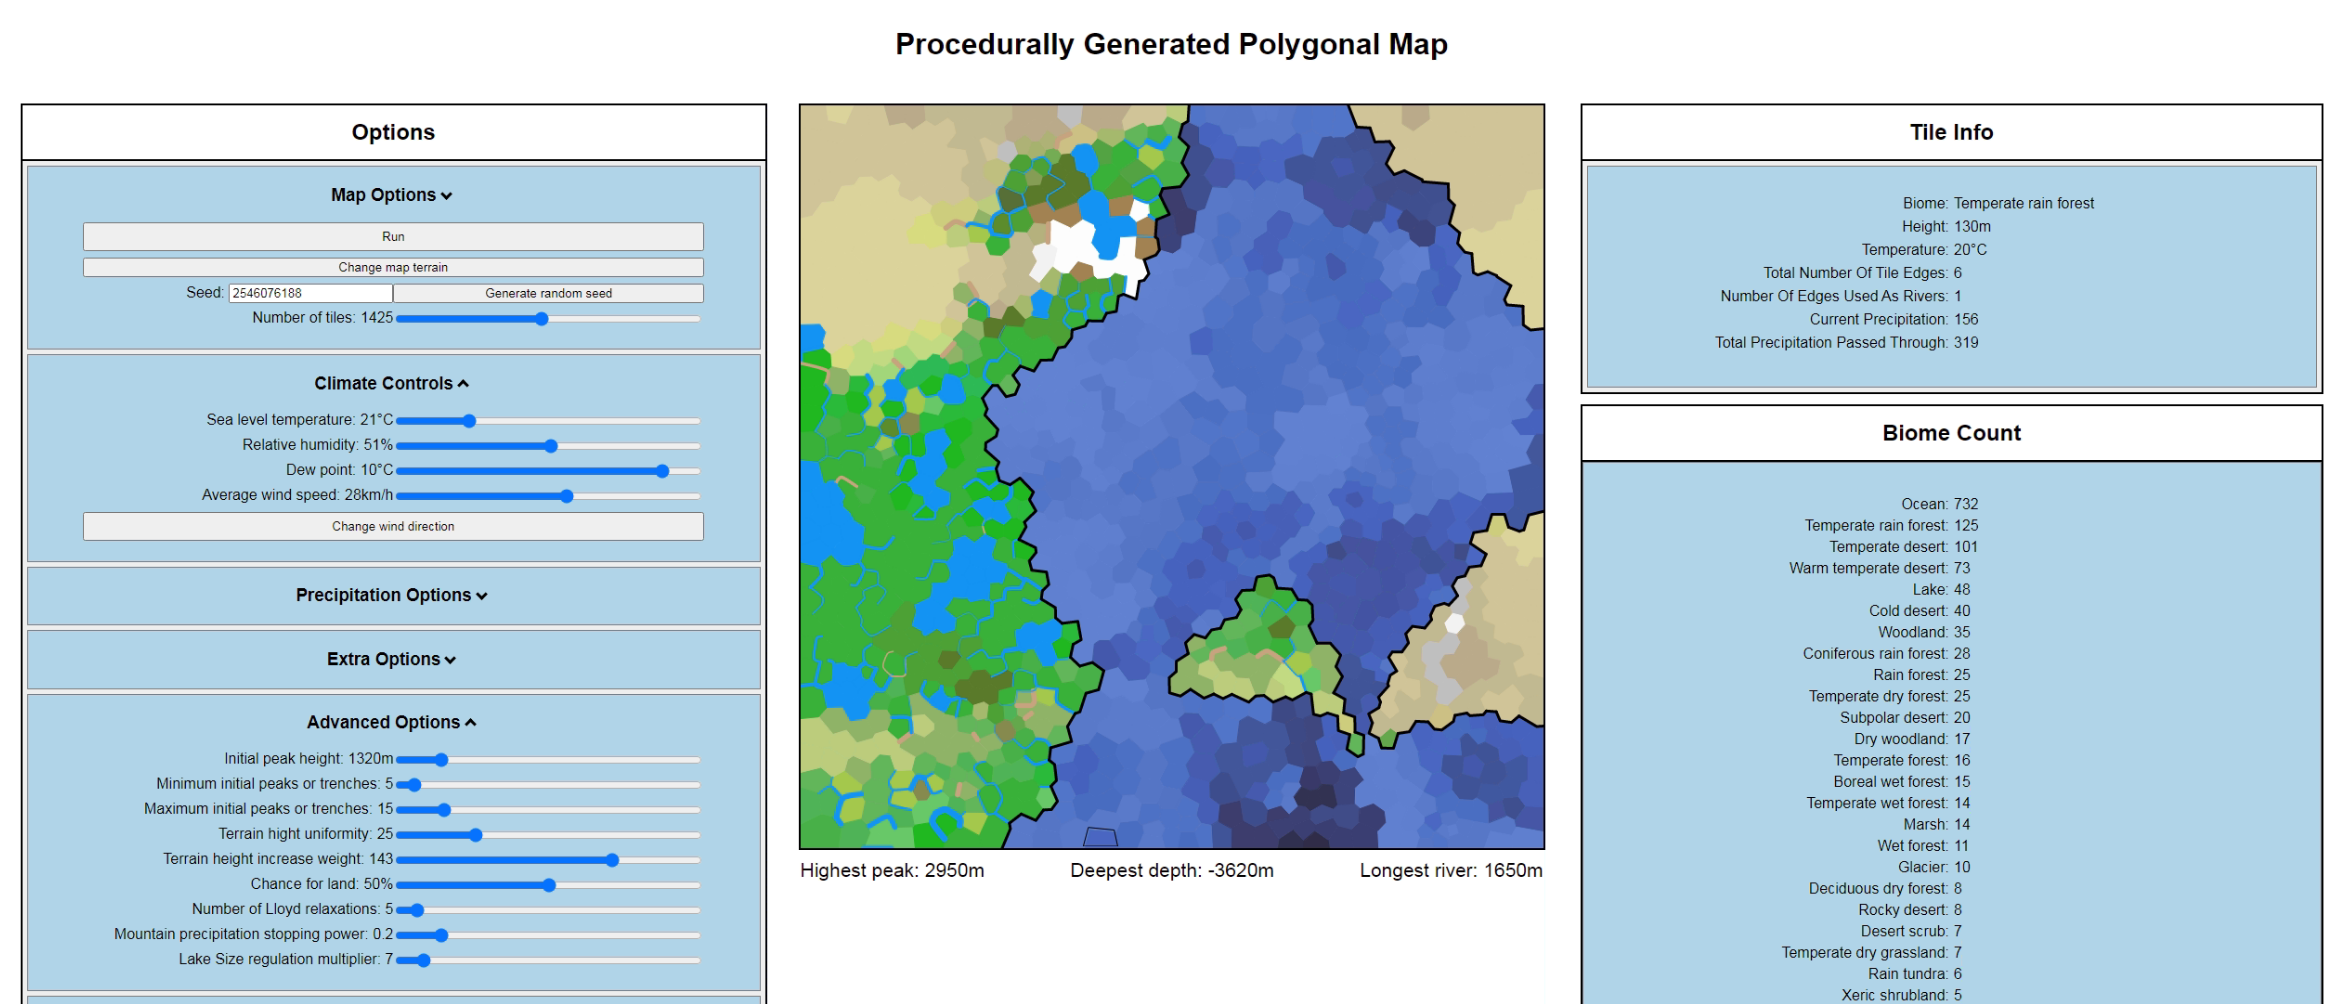 Procedurally Generated Polygonal Map
Options
Map Options
Run
Change map terrain
Seed: 2546076188 Generate random seed
Number of tiles: 1425
Climate Controls
Sea level temperature: 21°C
Relative humidity: 51%
Dew point: 10°C
Average wind speed: 28km/h
Change wind direction
Precipitation Options
Extra Options
Advanced Options
Initial peak height: 1320m
Minimum initial peaks or trenches: 5
Maximum initial peaks or trenches: 15
Terrain hight uniformity: 25
Terrain height increase weight: 143
Chance for land: 50%
Number of Lloyd relaxations: 5
Mountain precipitation stopping power: 0.2
Lake Size regulation multiplier: 7
Highest peak: 2950m Deepest depth: -3620m Longest river: 1650m
Tile Info
Biome: Temperate rain forest
Height: 130m
Temperature: 20°C
Total Number Of Tile Edges: 6
Number Of Edges Used As Rivers: 1
Current Precipitation: 156
Total Precipitation Passed Through: 319
Biome Count
Ocean: 732
Temperate rain forest: 125
Temperate desert: 101
Warm temperate desert: 73
Lake: 48
Cold desert: 40
Woodland: 35
Coniferous rain forest: 28
Rain forest: 25
Temperate dry forest: 25
Subpolar desert: 20
Dry woodland: 17
Temperate forest: 16
Boreal wet forest: 15
Temperate wet forest: 14
Marsh: 14
Wet forest: 11
Glacier: 10
Deciduous dry forest: 8
Rocky desert: 8
Desert scrub: 7
Temperate dry grassland: 7
Rain tundra: 6
Xeric shrubland: 5